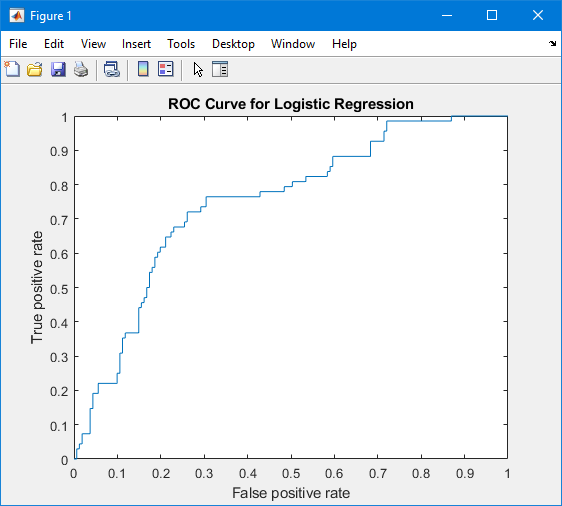 Figure 1
File Edit View Insert Tools Desktop Window Help
ROC Curve for Logistic Regression
1
0.9
0.8
0.7
0.6
0.5
0.4
0.3
0.2
0.1
0
True positive rate
0 0.1 0.2 0.3 0.4 0.5 0.6 0.7 0.8 0.9 1
False positive rate